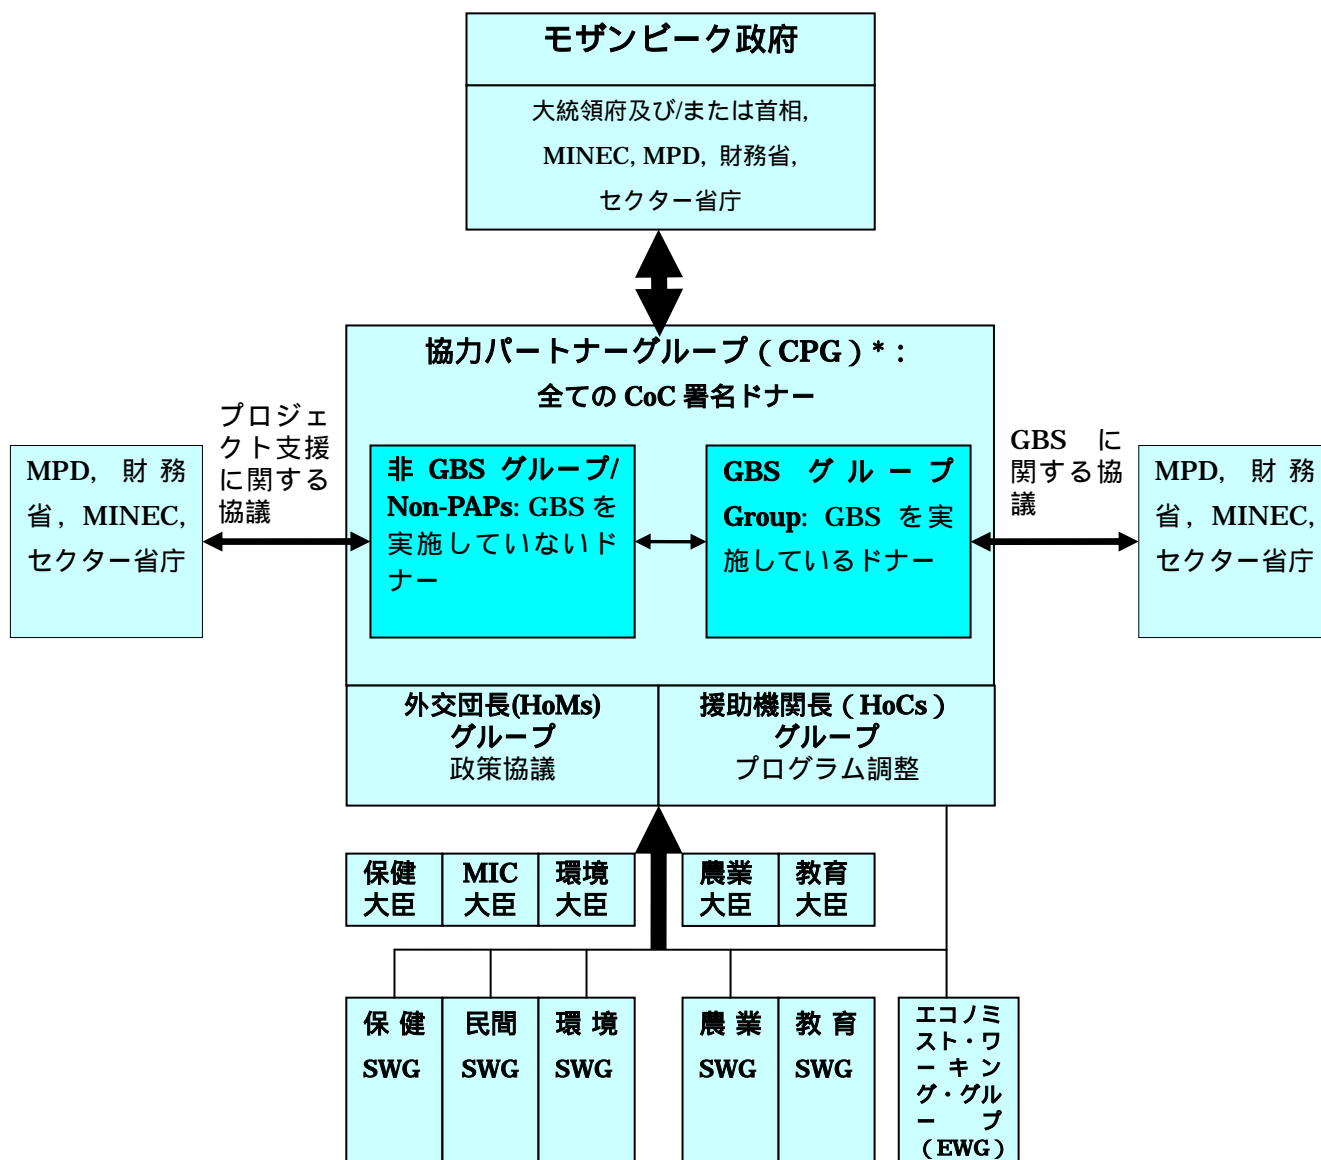 モザンビーク政府
大統領府及び/または首相,
MINEC, MPD, 財務省,
セクター省庁
協力パートナーグループ（CPG）*：
全ての CoC 署名ドナー
プロジェ
クト支援
に関する
協議
MPD, 財務
省, MINEC,
セクター省庁
非 GBS グループ/
Non-PAPs: GBS を
実施していないド
ナー
GBS グループ
Group: GBS を実
施しているドナー
GBS に
関する協
議
MPD, 財務
省, MINEC,
セクター省庁
外交団長(HoMs)
グループ
政策協議
援助機関長（HoCs）
グループ
プログラム調整
保健
大臣
MIC
大臣
環境
大臣
農業
大臣
教育
大臣
保健
SWG
民間
SWG
環境
SWG
農業
SWG
教育
SWG
エコノミ
スト・ワ
ーキン
グ・グル
ープ
（EWG）